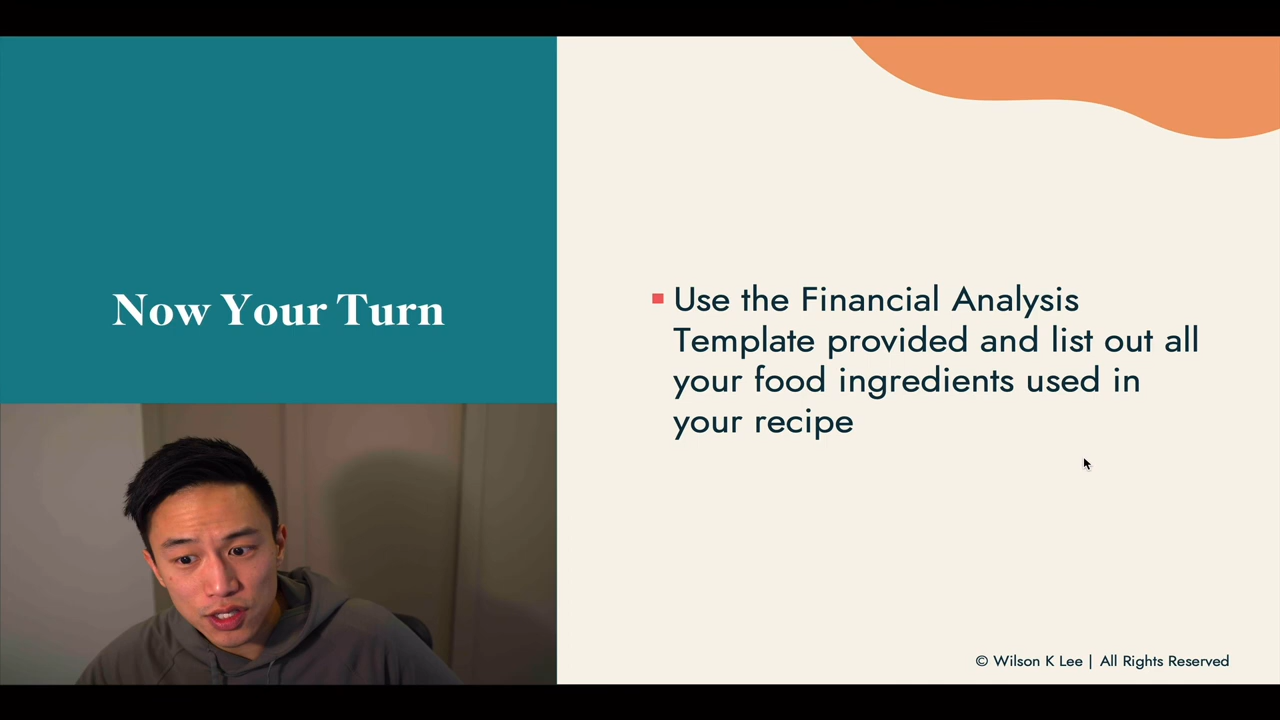 Now Your Turn
Use the Financial Analysis
Template provided and list out all
your food ingredients used in
your recipe
© Wilson K Lee | All Rights Reserved